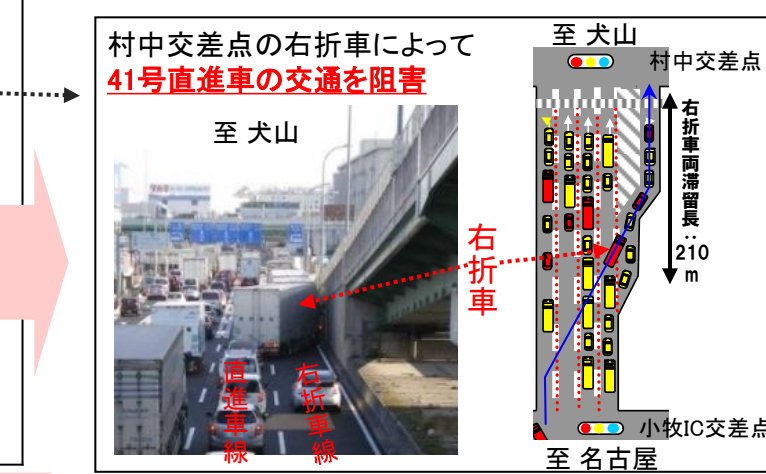 村中交差点の右折車によって
41号直進車の交通を阻害
至 犬山
直進車線
右折車線
右折車
至 犬山
村中交差点
右折車両滞留長:210m
小牧IC交差点
至 名古屋